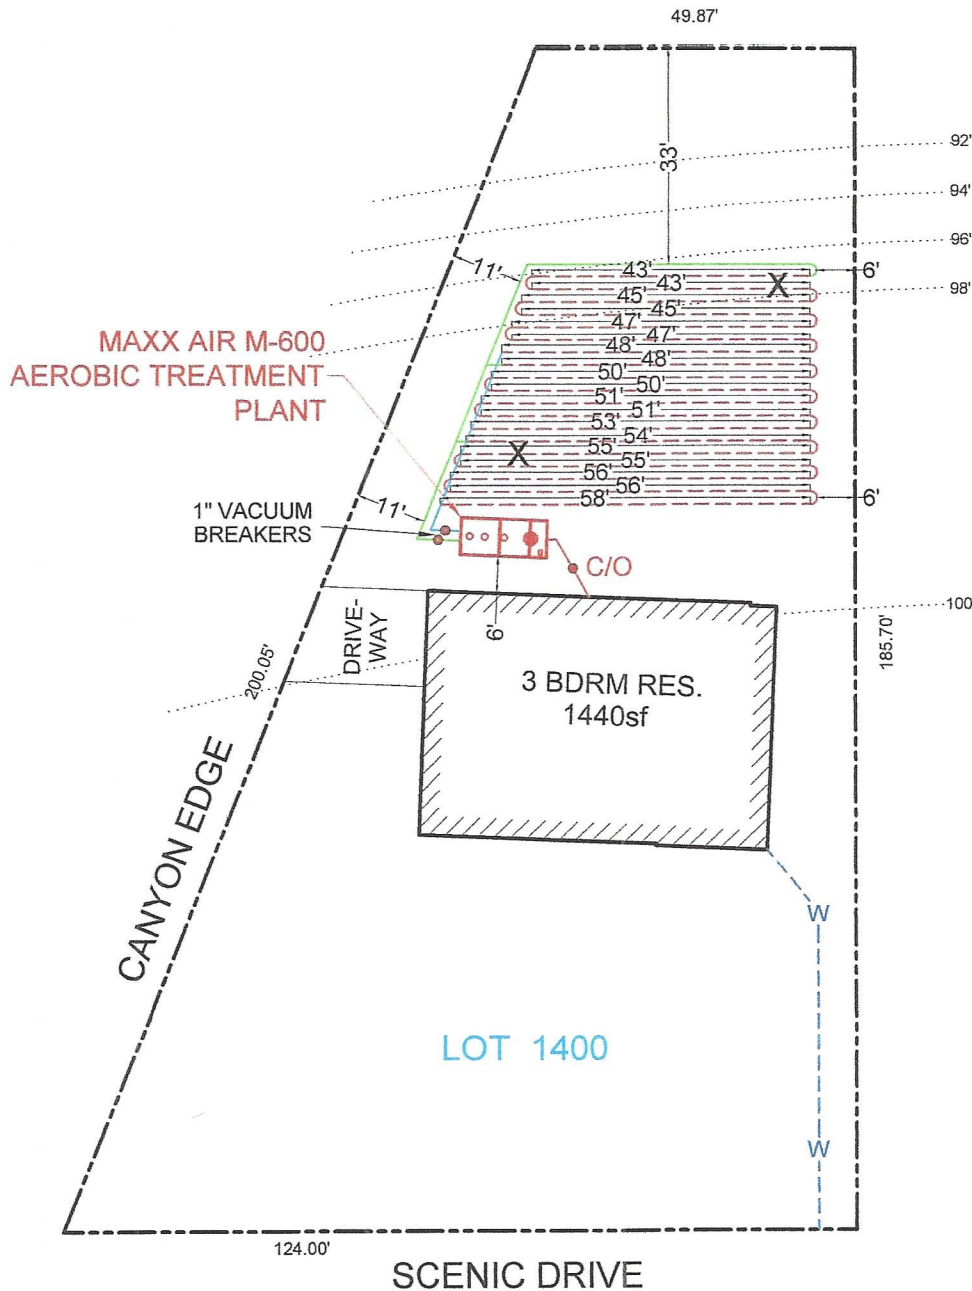 49.87'
92'
94'
33'
96'
11'
6'
98'
43'
43'
45'
45'
47'
47'
48'
48'
50'
50'
51'
51'
53'
54'
55'
55'
56'
56'
58'
X
X
MAXX AIR M-600
AEROBIC TREATMENT
PLANT
11'
6'
1" VACUUM
BREAKERS
C/O
6'
100
DRIVE-
WAY
3 BDRM RES.
1440sf
185.70'
200.05'
CANYON EDGE
W
LOT 1400
W
124.00'
SCENIC DRIVE